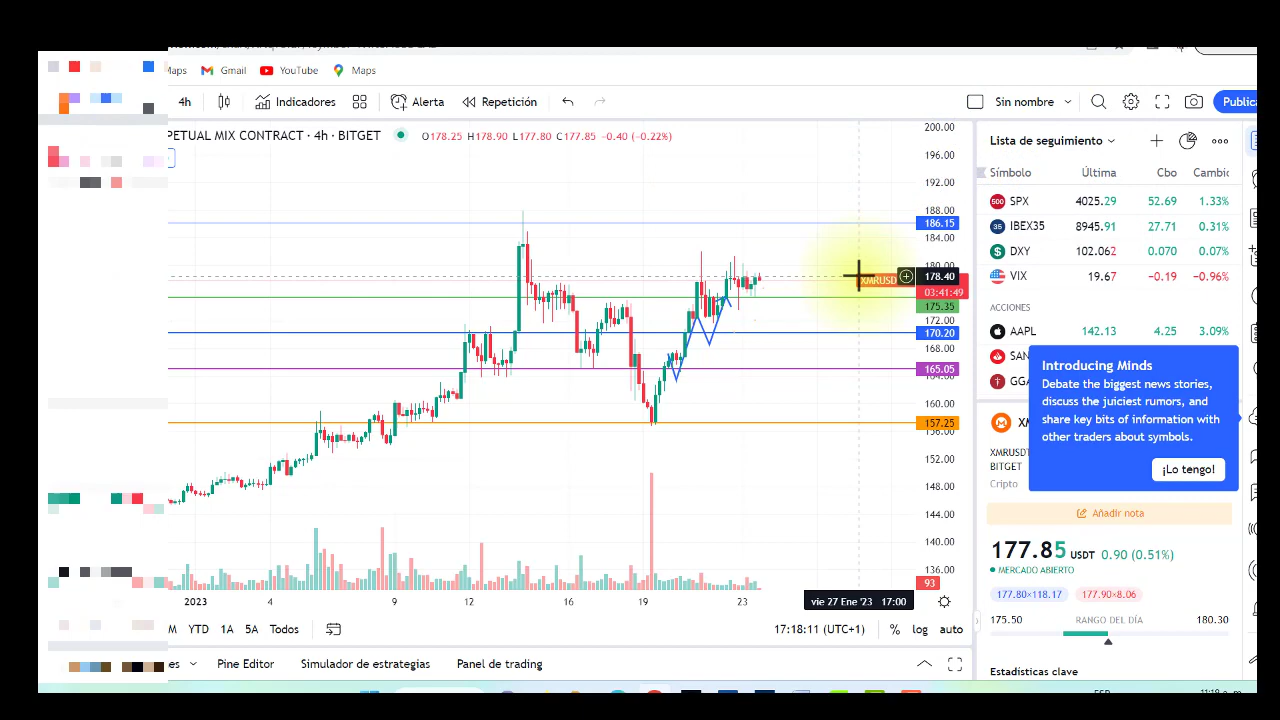 Maps Gmail YouTube Maps
4h Indicadores Alerta Repetición Sin nombre Publica
PETUAL MIX CONTRACT · 4h · BITGET O178.25 H178.90 L177.80 C177.85 -0.40 (-0.22%)
200.00
196.00
192.00
188.00
186.15
184.00
180.00
XMRUSD
178.40
03:41:49
175.35
172.00
170.20
168.00
165.05
164.00
160.00
157.25
156.00
152.00
148.00
144.00
140.00
136.00
93
2023 4 9 12 16 19 23 vie 27 Ene '23 17:00
YTD 1A 5A Todos 17:18:11 (UTC+1) % log auto
Pine Editor Simulador de estrategias Panel de trading
Lista de seguimiento
Símbolo Última Cbo Cambic
500 SPX 4025.29 52.69 1.33%
35 IBEX35 8945.91 27.71 0.31%
$ DXY 102.062 0.070 0.07%
VIX 19.67 -0.19 -0.96%
ACCIONES
AAPL 142.13 4.25 3.09%
SAN
GGA
Introducing Minds
Debate the biggest news stories,
discuss the juiciest rumors, and
share key bits of information with
other traders about symbols.
¡Lo tengo!
XMRUSDT
BITGET
Cripto
Añadir nota
177.85 USDT 0.90 (0.51%)
MERCADO ABIERTO
177.80×118.17 177.90×8.06
175.50 RANGO DEL DÍA 180.30
Estadísticas clave